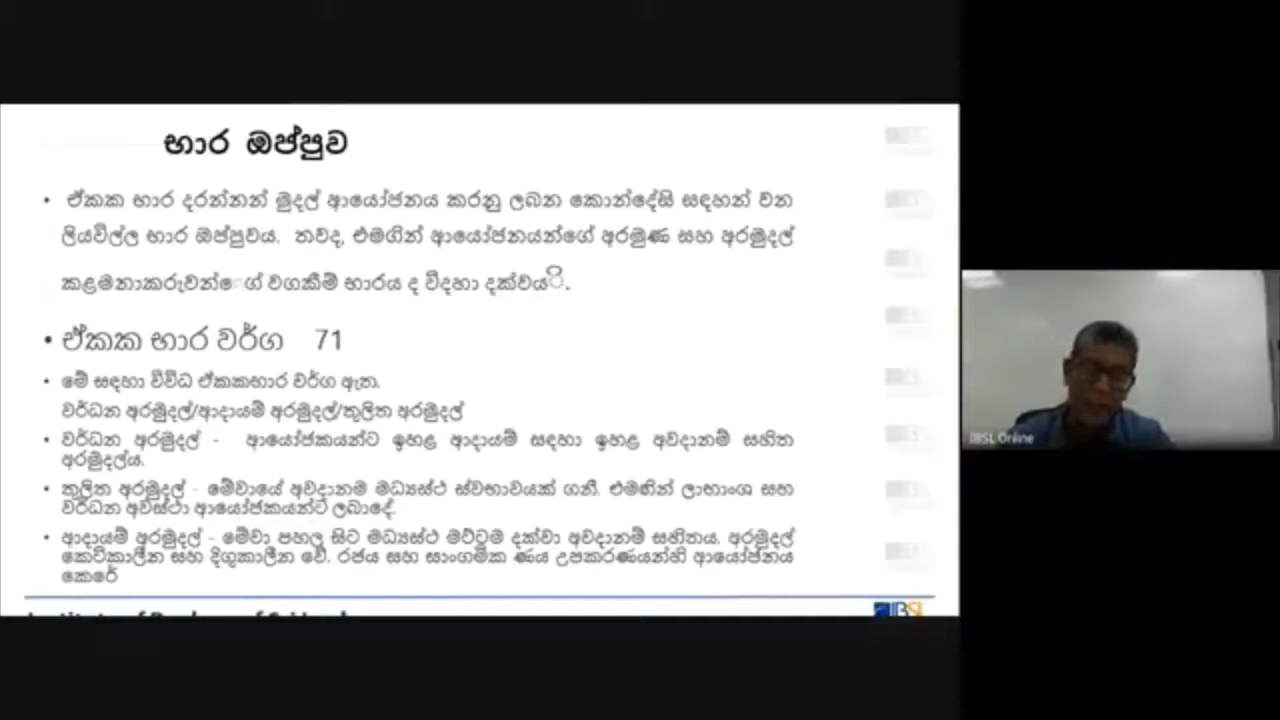 භාර ඔප්පුව
• ඒකක භාර දරන්නන් මුදල් ආයෝජනය කරනු ලබන කොන්දේසි සඳහන් වන
ලියවිල්ල භාර ඔප්පුවය. තවද, එමගින් ආයෝජනයන්ගේ අරමුණ සහ අරමුදල්
කළමනාකරුවන්ෙග් වගකීම් භාරය ද විදහා දක්වයි.
• ඒකක භාර වර්ග 71
• මේ සඳහා විවිධ ඒකකභාර වර්ග ඇත.
වර්ධන අරමුදල්/ආදායම් අරමුදල්/තුලිත අරමුදල්
• වර්ධන අරමුදල් - ආයෝජකයන්ට ඉහළ ආදායම් සඳහා ඉහළ අවදානම් සහිත
අරමුදල්ය.
• තුලිත අරමුදල් - මේවායේ අවදානම මධ්‍යස්ථ ස්වභාවයක් ගනී. එමඟින් ලාභාංශ සහ
වර්ධන අවස්ථා ආයෝජකයන්ට ලබාදේ.
• ආදායම් අරමුදල් - මේවා පහල සිට මධ්‍යස්ථ මට්ටම දක්වා අවදානම් සහිතය. අරමුදල්
කෙටිකාලීන සහ දිගුකාලීන වේ. රජය සහ සාංගමික ණය උපකරණයන්හි ආයෝජනය
කෙරේ
IBSL
IBSL Online